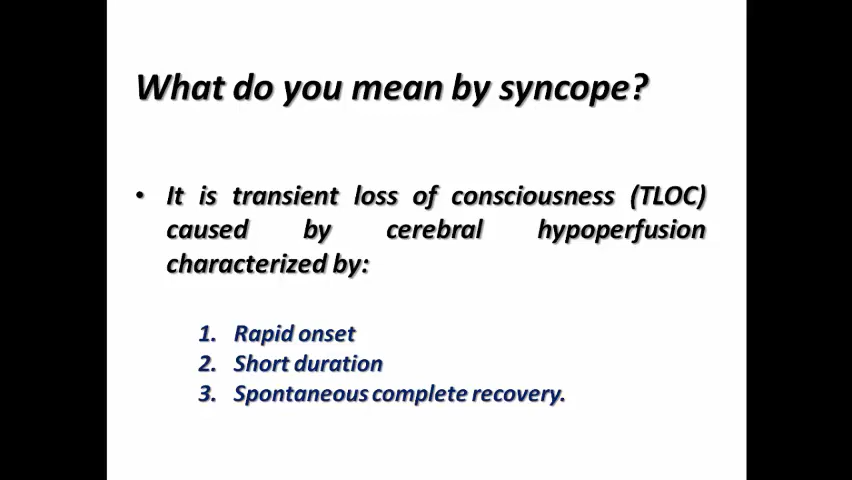 What do you mean by syncope?
• It is transient loss of consciousness (TLOC)
caused by cerebral hypoperfusion
characterized by:
1. Rapid onset
2. Short duration
3. Spontaneous complete recovery.